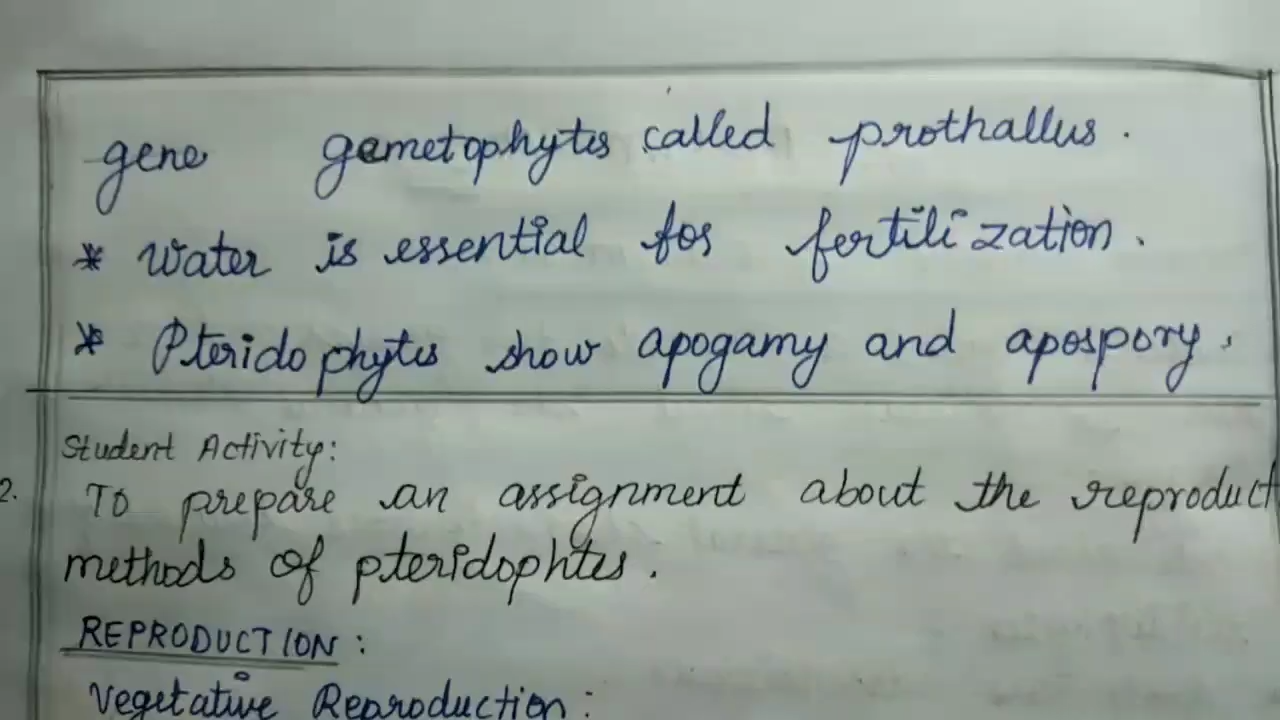 gene gametophytes called prothallus.
* Water is essential for fertilization.
* Pteridophytes show apogamy and apospory.
Student Activity:
2. To prepare an assignment about the reproduct
methods of pteridophtes.
REPRODUCTION:
Vegetative Reproduction: